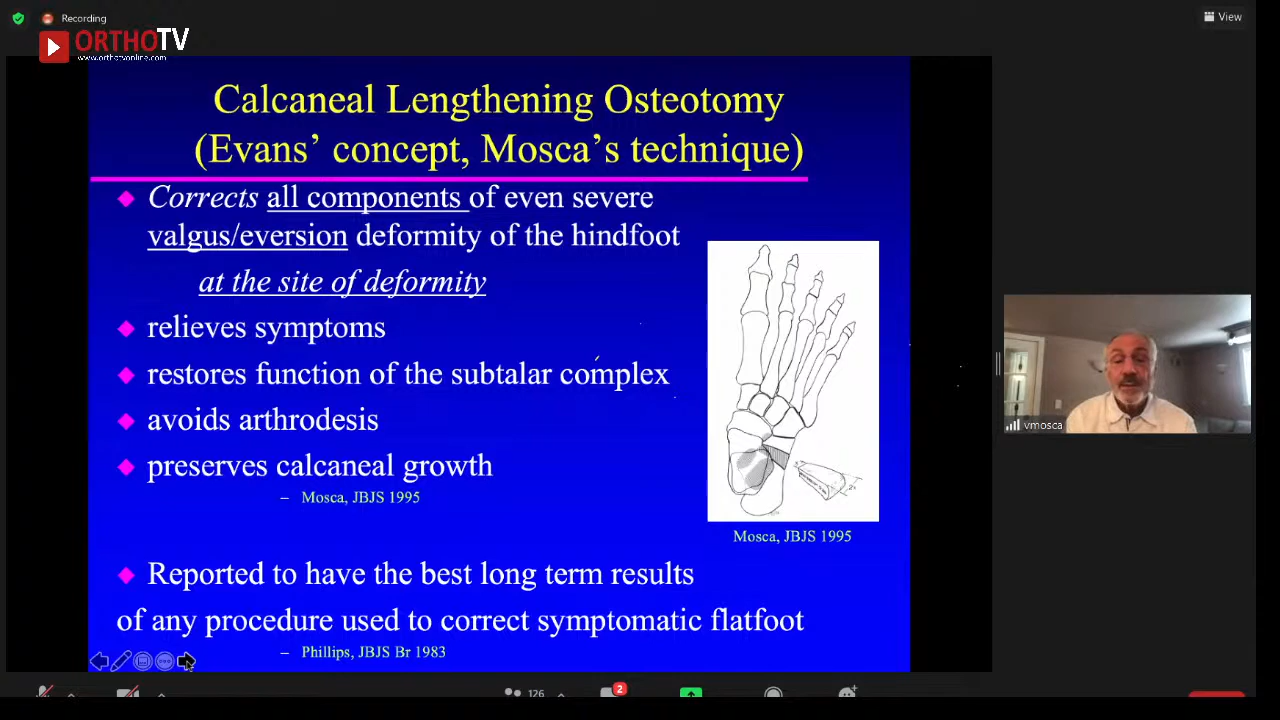 Recording
View
ORTHOTV
www.orthotvonline.com
Calcaneal Lengthening Osteotomy
(Evans’ concept, Mosca’s technique)
Corrects all components of even severe
valgus/eversion deformity of the hindfoot
at the site of deformity
relieves symptoms
restores function of the subtalar complex
avoids arthrodesis
preserves calcaneal growth
– Mosca, JBJS 1995
Mosca, JBJS 1995
vmosca
Reported to have the best long term results
of any procedure used to correct symptomatic flatfoot
– Phillips, JBJS Br 1983
126
2